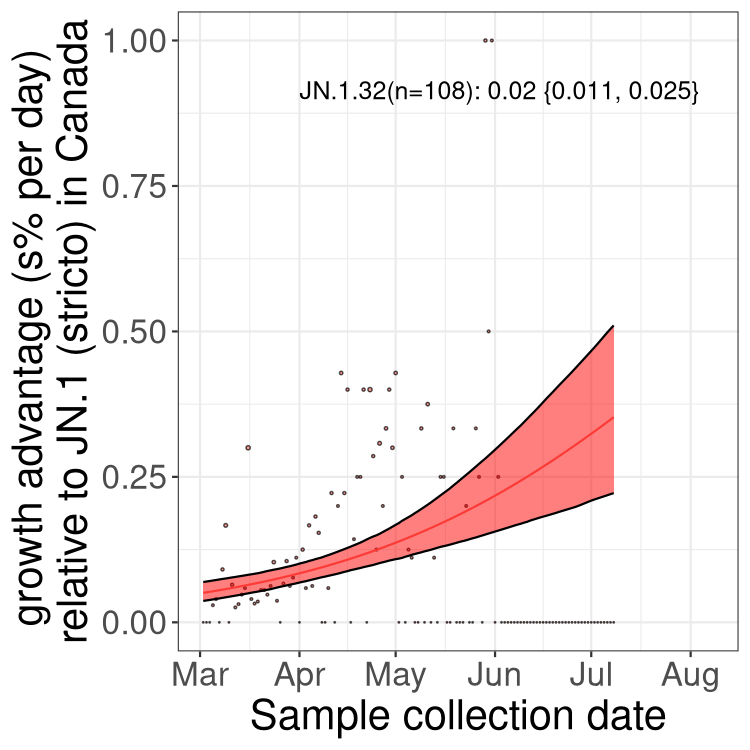 growth advantage (s% per day)
relative to JN.1 (stricto) in Canada
1.00
0.75
0.50
0.25
0.00
JN.1.32(n=108): 0.02 {0.011, 0.025}
Mar Apr May Jun Jul Aug
Sample collection date